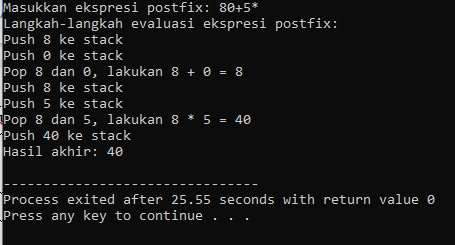 Masukkan ekspresi postfix: 80+5*
Langkah-langkah evaluasi ekspresi postfix:
Push 8 ke stack
Push 0 ke stack
Pop 8 dan 0, lakukan 8 + 0 = 8
Push 8 ke stack
Push 5 ke stack
Pop 8 dan 5, lakukan 8 * 5 = 40
Push 40 ke stack
Hasil akhir: 40
--------------------------------
Process exited after 25.55 seconds with return value 0
Press any key to continue . . .